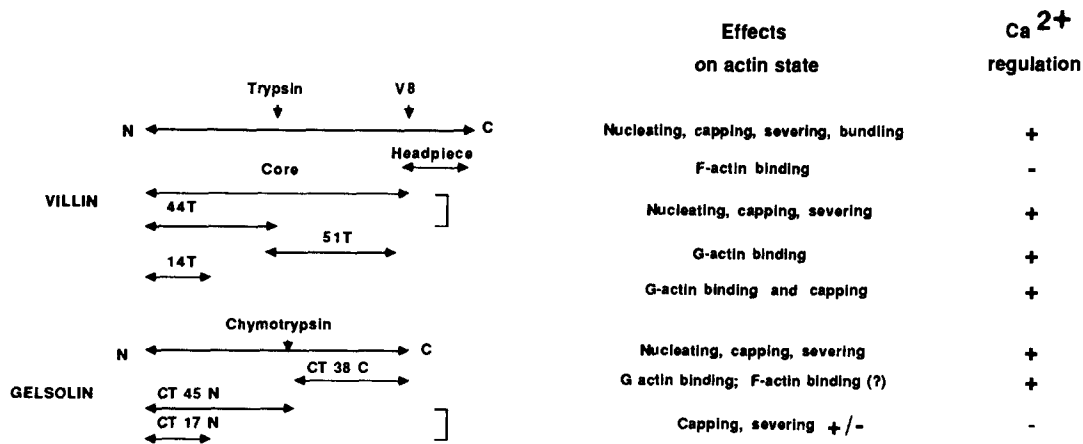 Effects
on actin state
Ca 2+
regulation
Trypsin V8
N C Nucleating, capping, severing, bundling +
Headpiece
F-actin binding -
Core
VILLIN
44T
Nucleating, capping, severing +
51T
G-actin binding +
14T
G-actin binding and capping +
Chymotrypsin
N C Nucleating, capping, severing +
CT 38 C
G actin binding; F-actin binding (?) +
GELSOLIN
CT 45 N
CT 17 N
Capping, severing +/- -